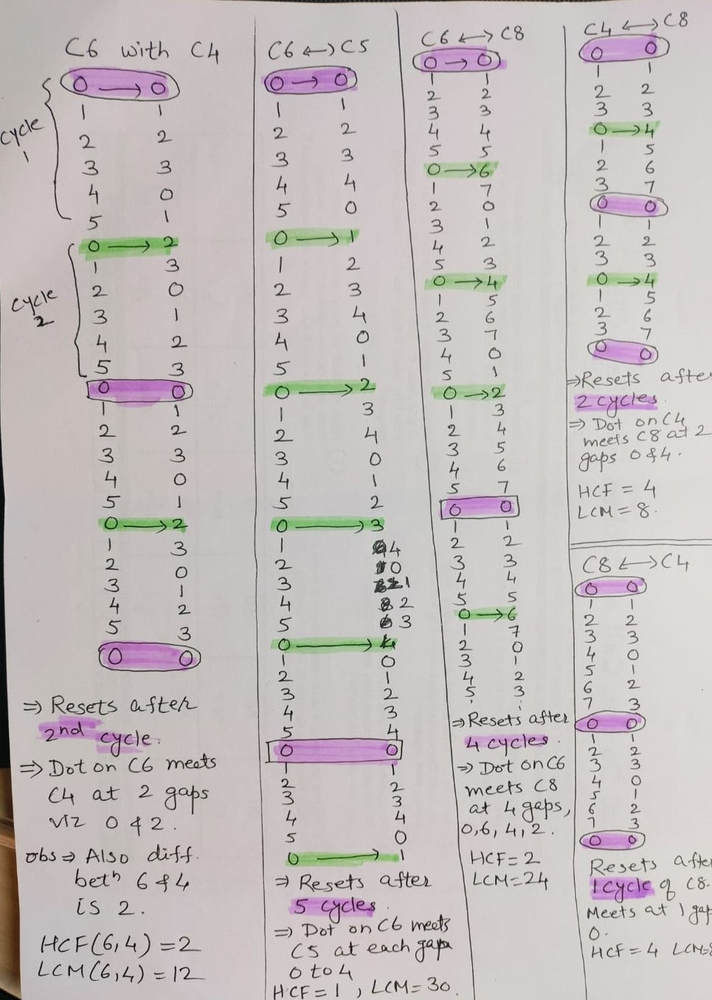 C6 with C4
cycle 1
0 → 0
1 1
2 2
3 3
4 0
5 1
cycle 2
0 → 2
1 3
2 0
3 1
4 2
5 3
0 0
1 1
2 2
3 3
4 0
5 1
0 → 2
1 3
2 0
3 1
4 2
5 3
0 0
⇒ Resets after
2nd cycle.
⇒ Dot on C6 meets
C4 at 2 gaps
viz 0 & 2.
obs ⇒ Also diff.
betn 6 & 4
is 2.
HCF(6,4) = 2
LCM(6,4) = 12
C6 ↔ C5
0 → 0
1 1
2 2
3 3
4 4
5 0
0 → 1
1 2
2 3
3 4
4 0
5 1
0 → 2
1 3
2 4
3 0
4 1
5 2
0 → 3
1 4
2 0
3 1
4 2
5 3
0 → 4
1 0
2 1
3 2
4 3
5 4
0 0
1 1
2 2
3 3
4 4
5 0
0 → 1
⇒ Resets after
5 cycles.
⇒ Dot on C6 meets
C5 at each gap
0 to 4
HCF = 1, LCM = 30.
C6 ↔ C8
0 → 0
1 1
2 2
3 3
4 4
5 5
0 → 6
1 7
2 0
3 1
4 2
5 3
0 → 4
1 5
2 6
3 7
4 0
5 1
0 → 2
1 3
2 4
3 5
4 6
5 7
0 0
1 1
2 2
3 3
4 4
5 5
0 → 6
1 7
2 0
3 1
4 2
5 3
⇒ Resets after
4 cycles.
⇒ Dot on C6
meets C8
at 4 gaps,
0,6,4,2.
HCF = 2
LCM = 24
C4 ↔ C8
0 0
1 1
2 2
3 3
0 → 4
1 5
2 6
3 7
0 0
1 1
2 2
3 3
0 → 4
1 5
2 6
3 7
0 0
⇒ Resets after
2 cycles.
⇒ Dot on C4
meets C8 at 2
gaps 0 & 4.
HCF = 4
LCM = 8.
C8 ↔ C4
0 0
1 1
2 2
3 3
4 0
5 1
6 2
7 3
0 0
1 1
2 2
3 3
4 0
5 1
6 2
7 3
0 0
Resets after
1 cycle of C8.
Meets at 1 gap
0.
HCF = 4 LCM=